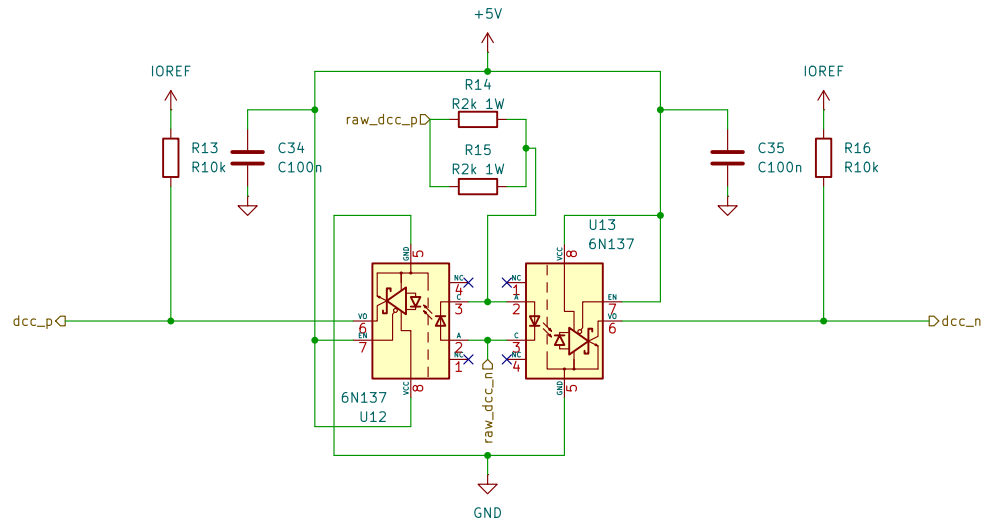 +5V
IOREF
IOREF
R14
R2k 1W
raw_dcc_p
R13
R10k
C34
C100n
R15
R2k 1W
C35
C100n
R16
R10k
U13
6N137
GND
5
VCC
8
NC
4
NC
1
C
3
A
2
EN
7
dcc_p
VO
6
VO
6
dcc_n
EN
7
A
2
C
3
NC
1
NC
4
VCC
8
GND
5
6N137
U12
raw_dcc_n
GND